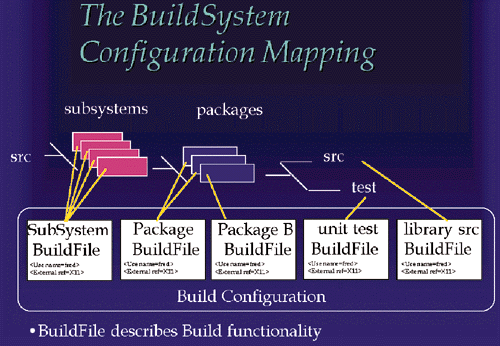 The BuildSystem
Configuration Mapping
subsystems
packages
src
src
test
SubSystem
BuildFile
<Use name=fred>
<External ref=X11>
Package
BuildFile
<Use name=fred>
<External ref=X11>
Package B
BuildFile
<Use name=fred>
<External ref=X11>
unit test
BuildFile
<Use name=fred>
<External ref=X11>
library src
BuildFile
<Use name=fred>
<External ref=X11>
Build Configuration
•BuildFile describes Build functionality